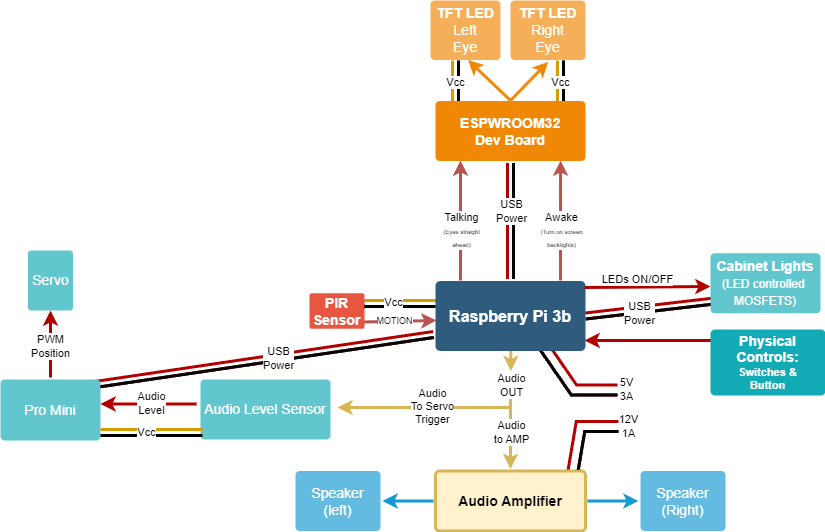 TFT LED
Left
Eye
TFT LED
Right
Eye
Vcc
Vcc
ESPWROOM32
Dev Board
Talking
(Eyes straight
ahead)
USB
Power
Awake
(Turn on screen
backlights)
Servo
PWM
Position
PIR
Sensor
Vcc
MOTION
Raspberry Pi 3b
LEDs ON/OFF
USB
Power
Cabinet Lights
(LED controlled
MOSFETS)
Physical
Controls:
Switches &
Button
USB
Power
Pro Mini
Audio
Level
Vcc
Audio Level Sensor
Audio
To Servo
Trigger
Audio
OUT
Audio
to AMP
5V
3A
12V
1A
Speaker
(left)
Audio Amplifier
Speaker
(Right)